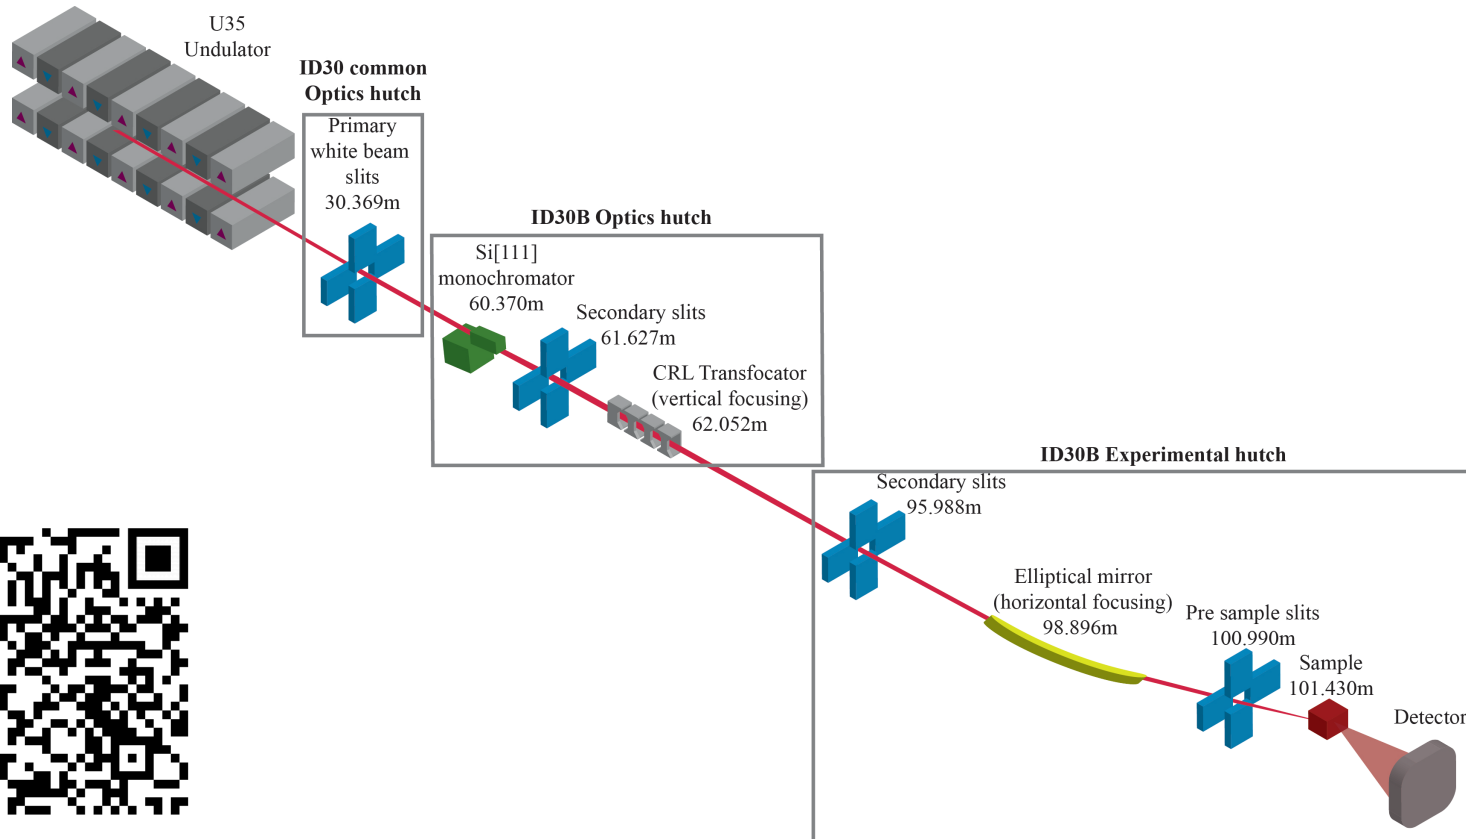 U35
Undulator
ID30 common
Optics hutch
Primary
white beam
slits
30.369m
ID30B Optics hutch
Si[111]
monochromator
60.370m
Secondary slits
61.627m
CRL Transfocator
(vertical focusing)
62.052m
ID30B Experimental hutch
Secondary slits
95.988m
Elliptical mirror
(horizontal focusing)
98.896m
Pre sample slits
100.990m
Sample
101.430m
Detector